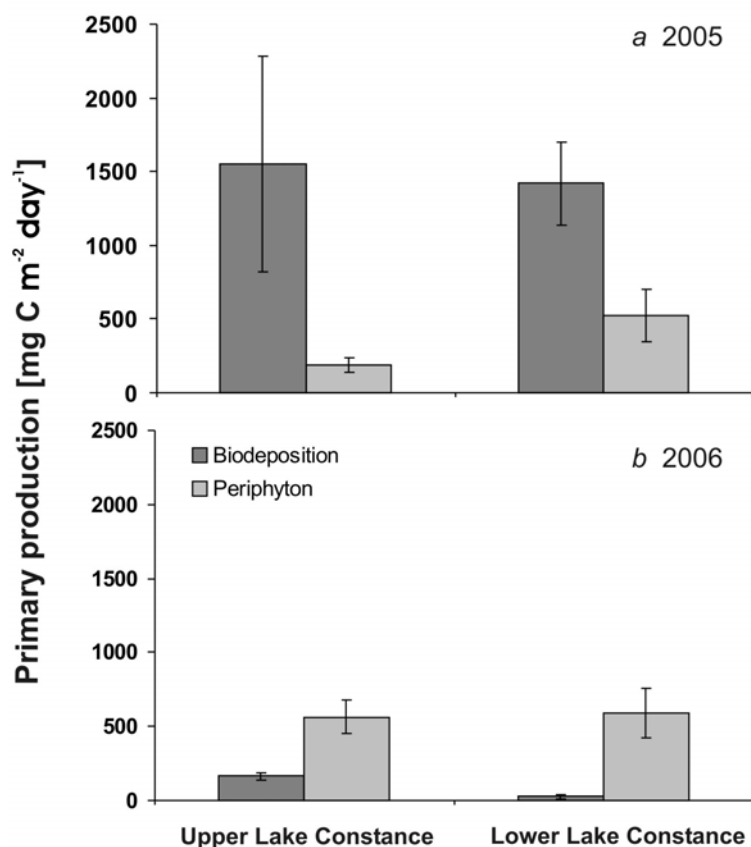 Primary production [mg C m⁻² day⁻¹]
a 2005
2500
2000
1500
1000
500
0
b 2006
2500
2000
1500
1000
500
0
Biodeposition
Periphyton
Upper Lake Constance
Lower Lake Constance